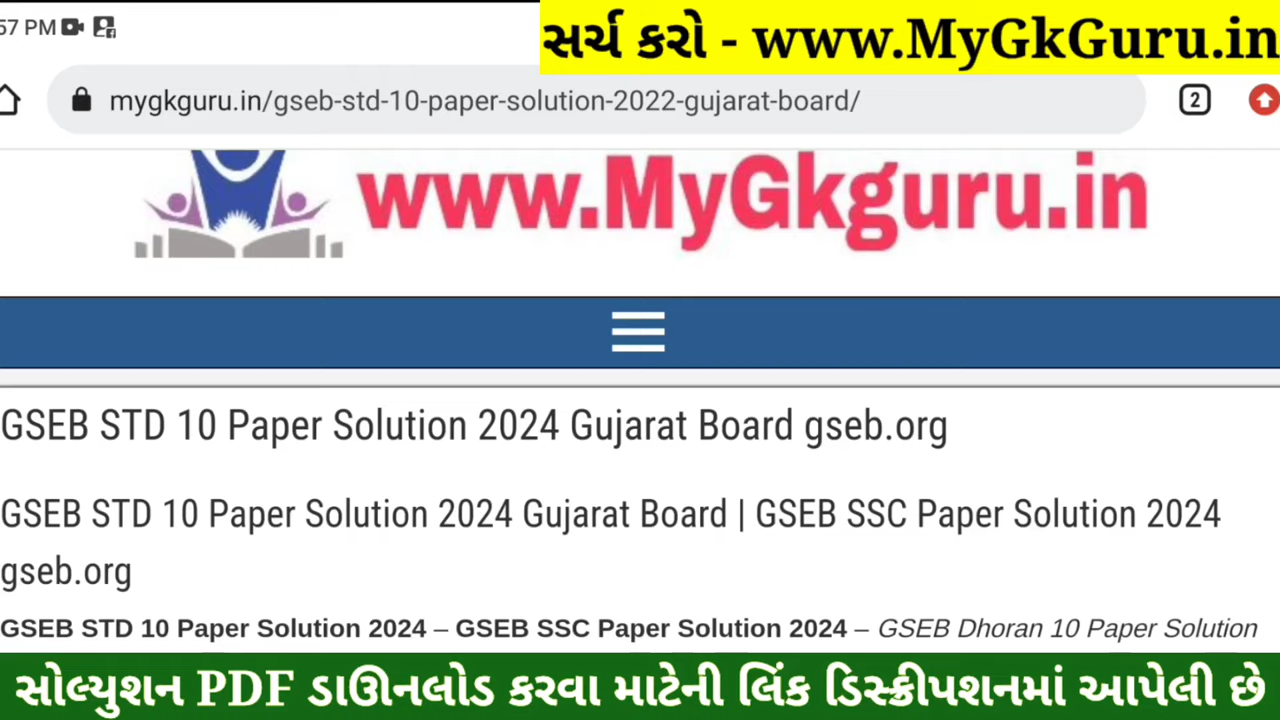 57 PM
સર્ચ કરો - www.MyGkGuru.in
mygkguru.in/gseb-std-10-paper-solution-2022-gujarat-board/
2
www.MyGkguru.in
GSEB STD 10 Paper Solution 2024 Gujarat Board gseb.org
GSEB STD 10 Paper Solution 2024 Gujarat Board | GSEB SSC Paper Solution 2024
gseb.org
GSEB STD 10 Paper Solution 2024 – GSEB SSC Paper Solution 2024 – GSEB Dhoran 10 Paper Solution
સોલ્યુશન PDF ડાઊનલોડ કરવા માટેની લિંક ડિસ્ક્રીપશનમાં આપેલી છે